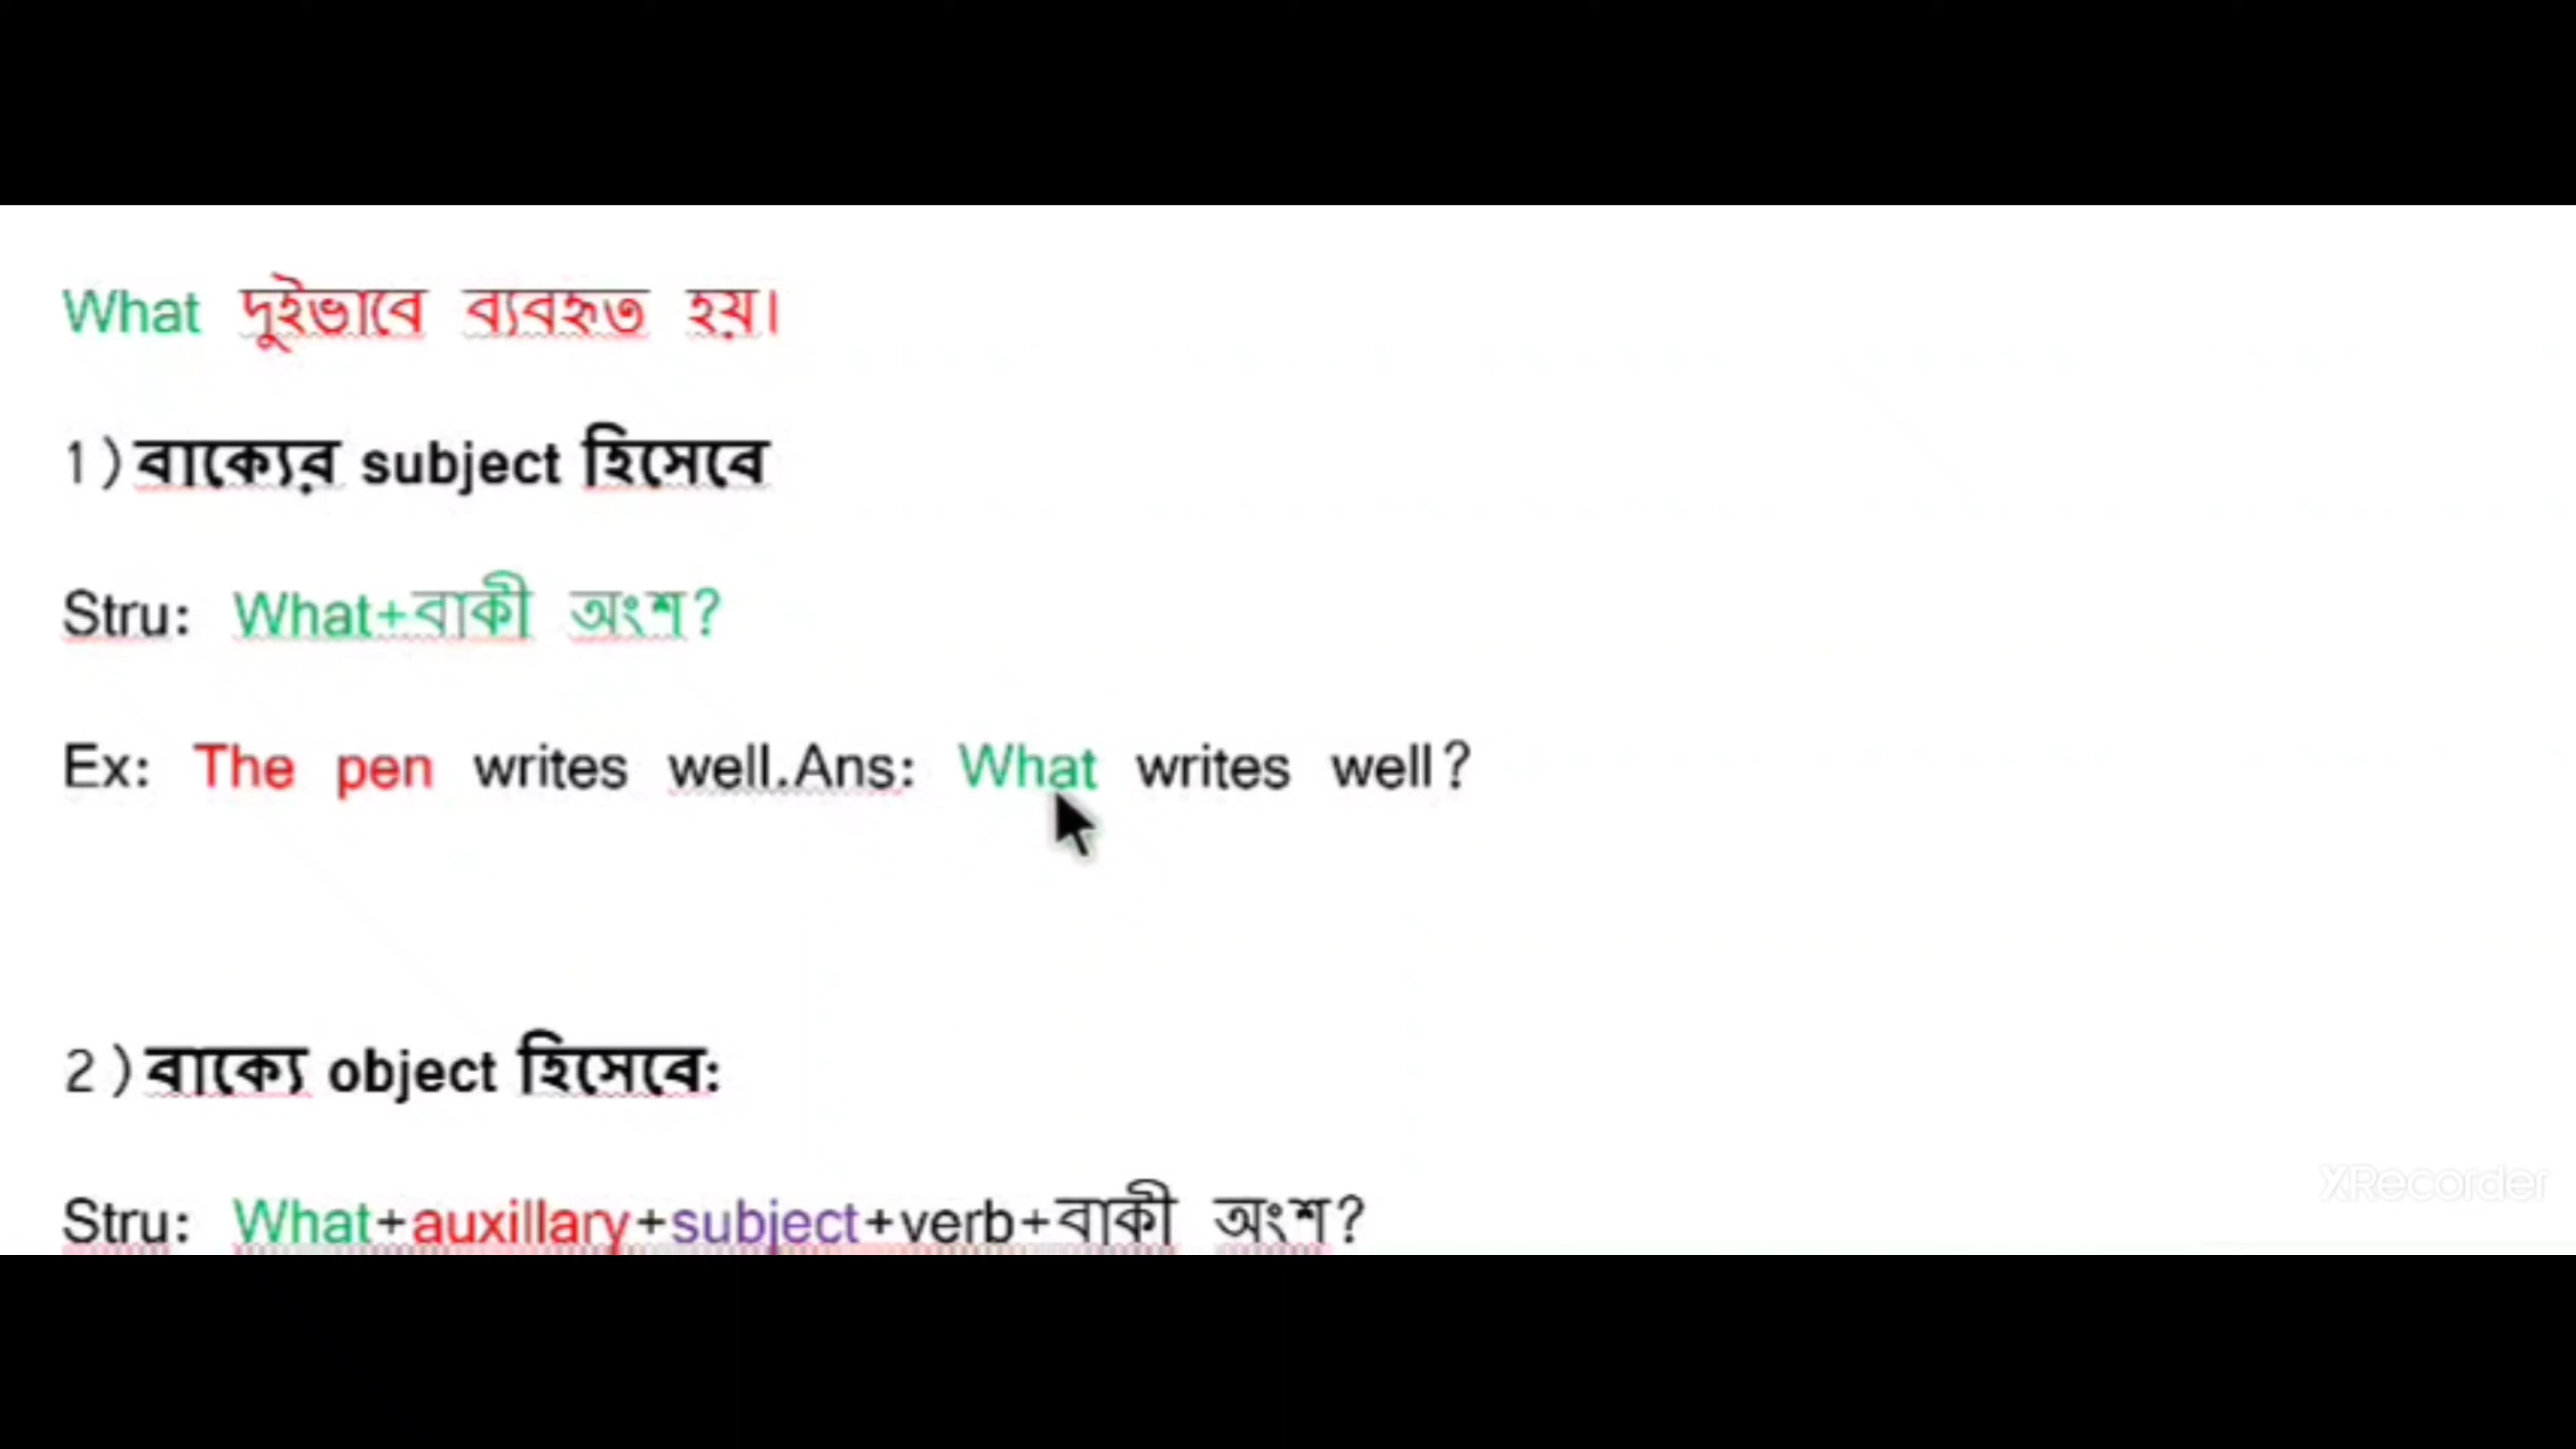 What দুইভাবে ব্যবহৃত হয়।
1)বাক্যের subject হিসেবে
Stru: What+বাকী অংশ?
Ex: The pen writes well.Ans: What writes well?
2)বাক্যে object হিসেবে:
Stru: What+auxillary+subject+verb+বাকী অংশ?
XRecorder